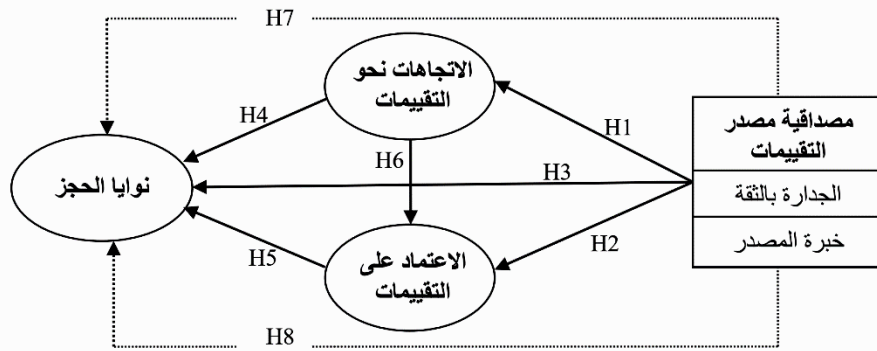 H7
الاتجاهات نحو
التقييمات
مصداقية مصدر
التقييمات
الجدارة بالثقة
خبرة المصدر
H1
H4
H6
H3
نوايا الحجز
H2
H5
الاعتماد على
التقييمات
H8